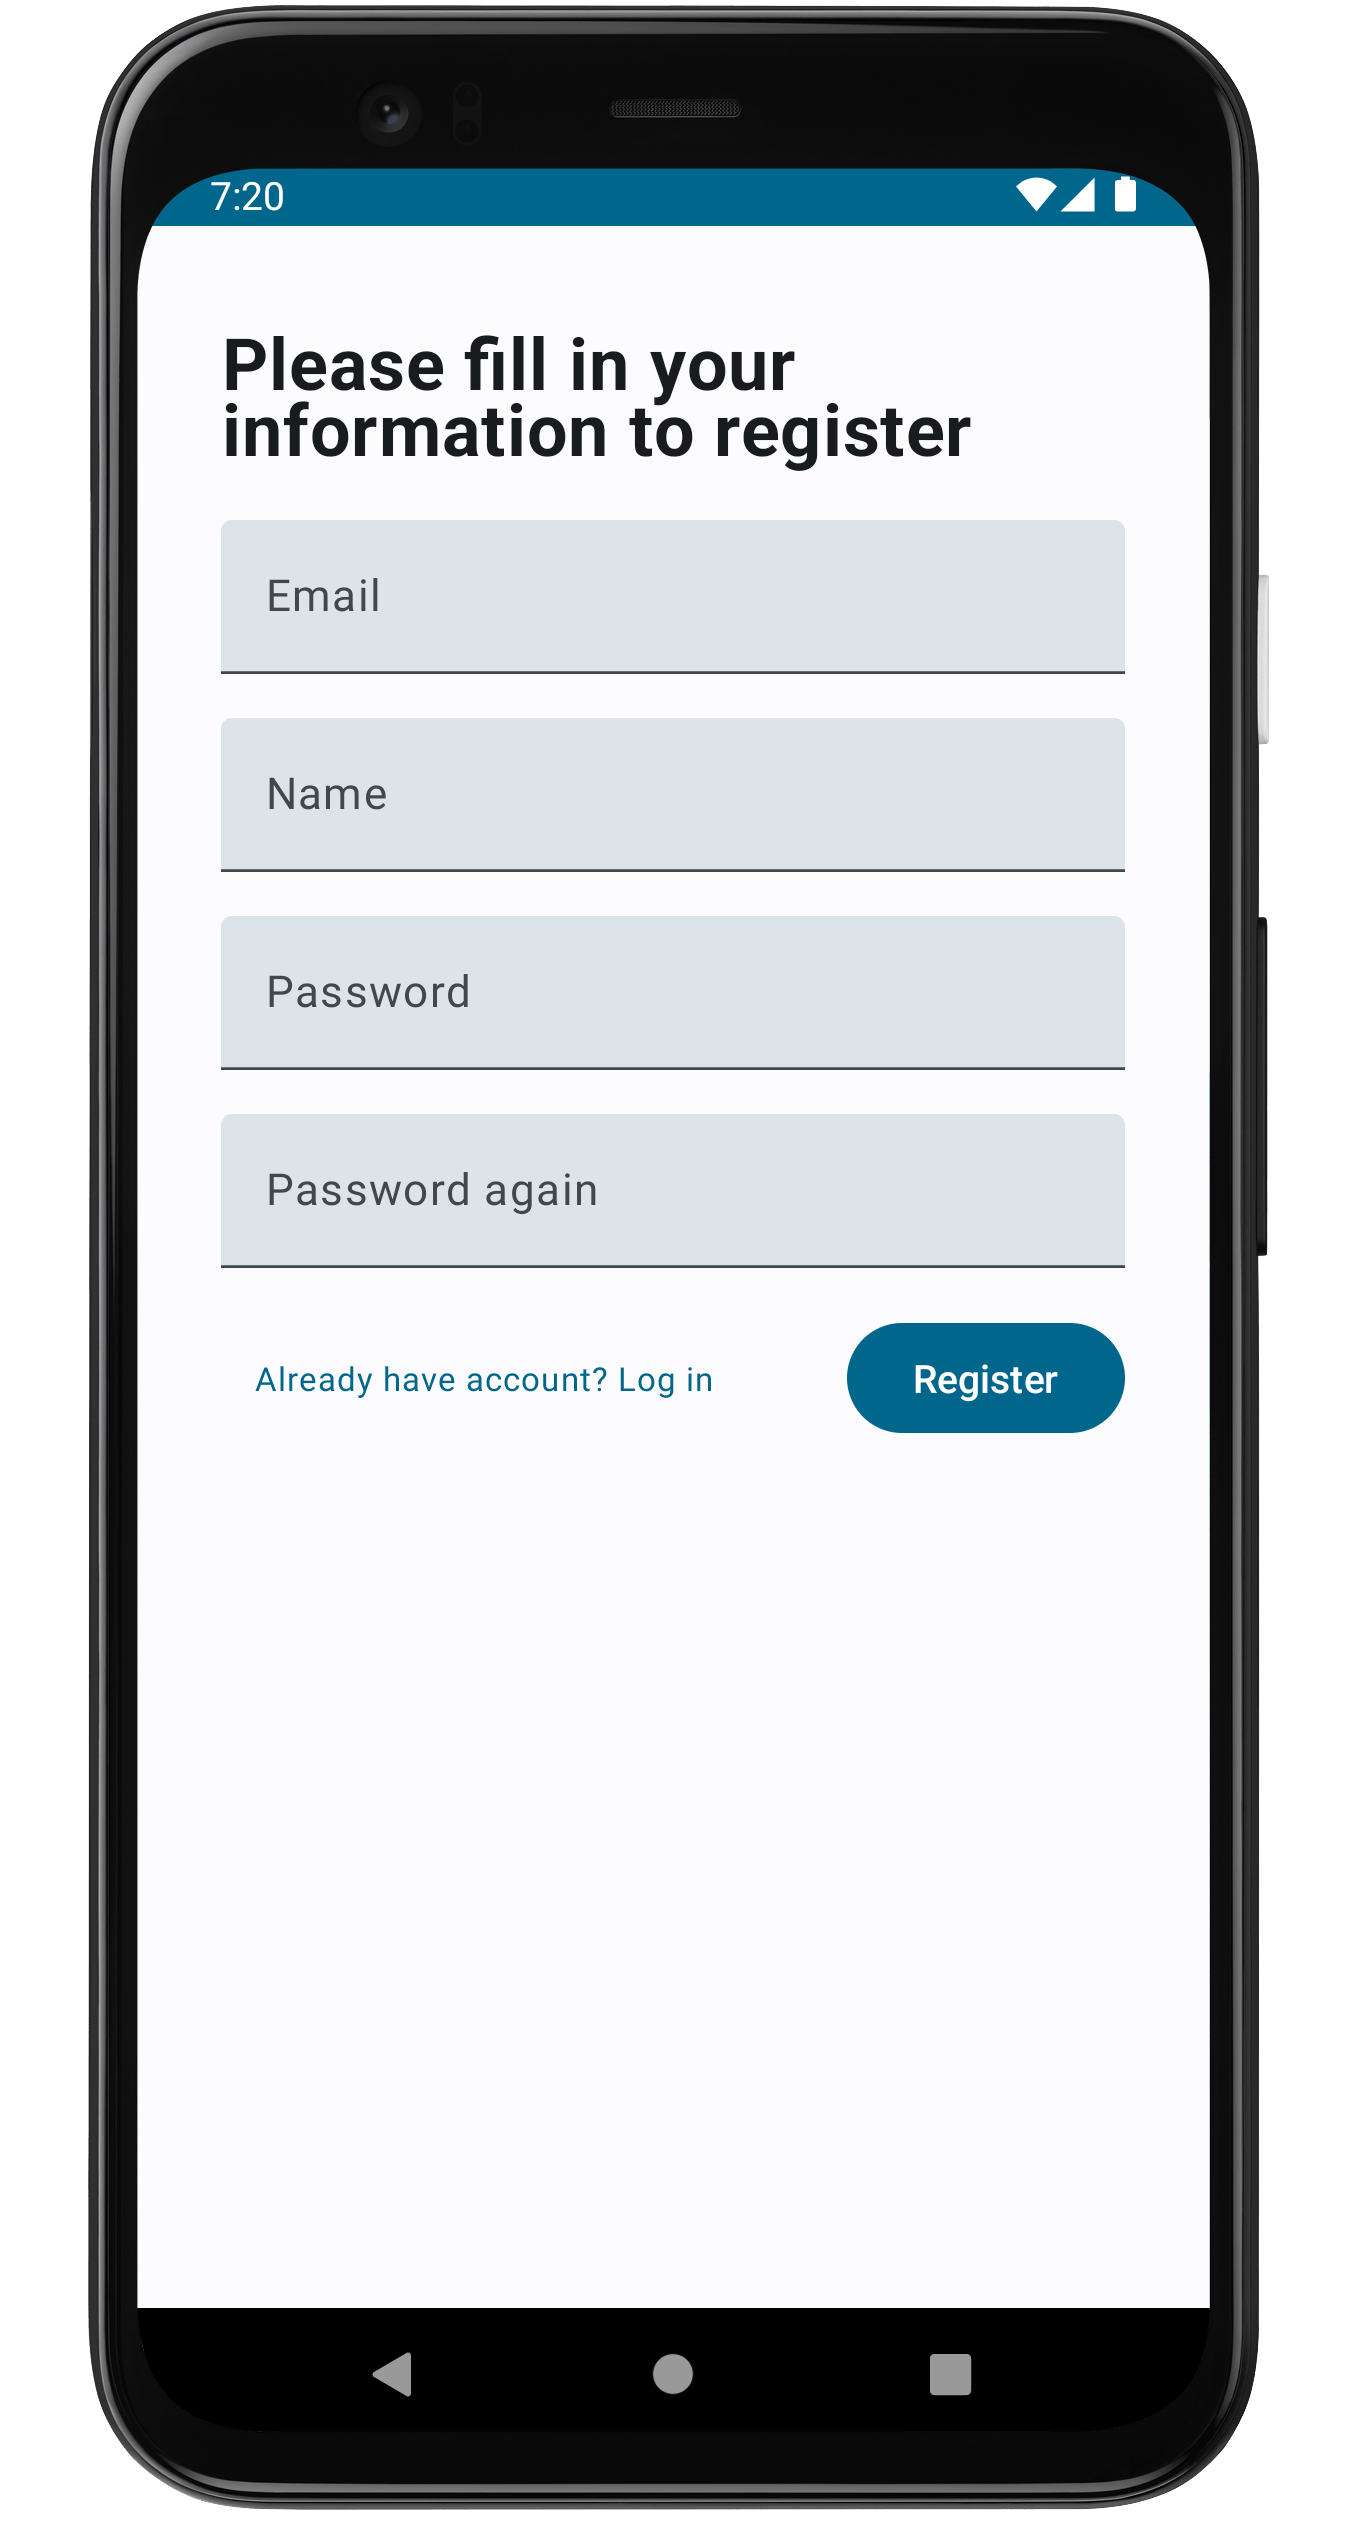 7:20
Please fill in your
information to register
Email
Name
Password
Password again
Already have account? Log in
Register